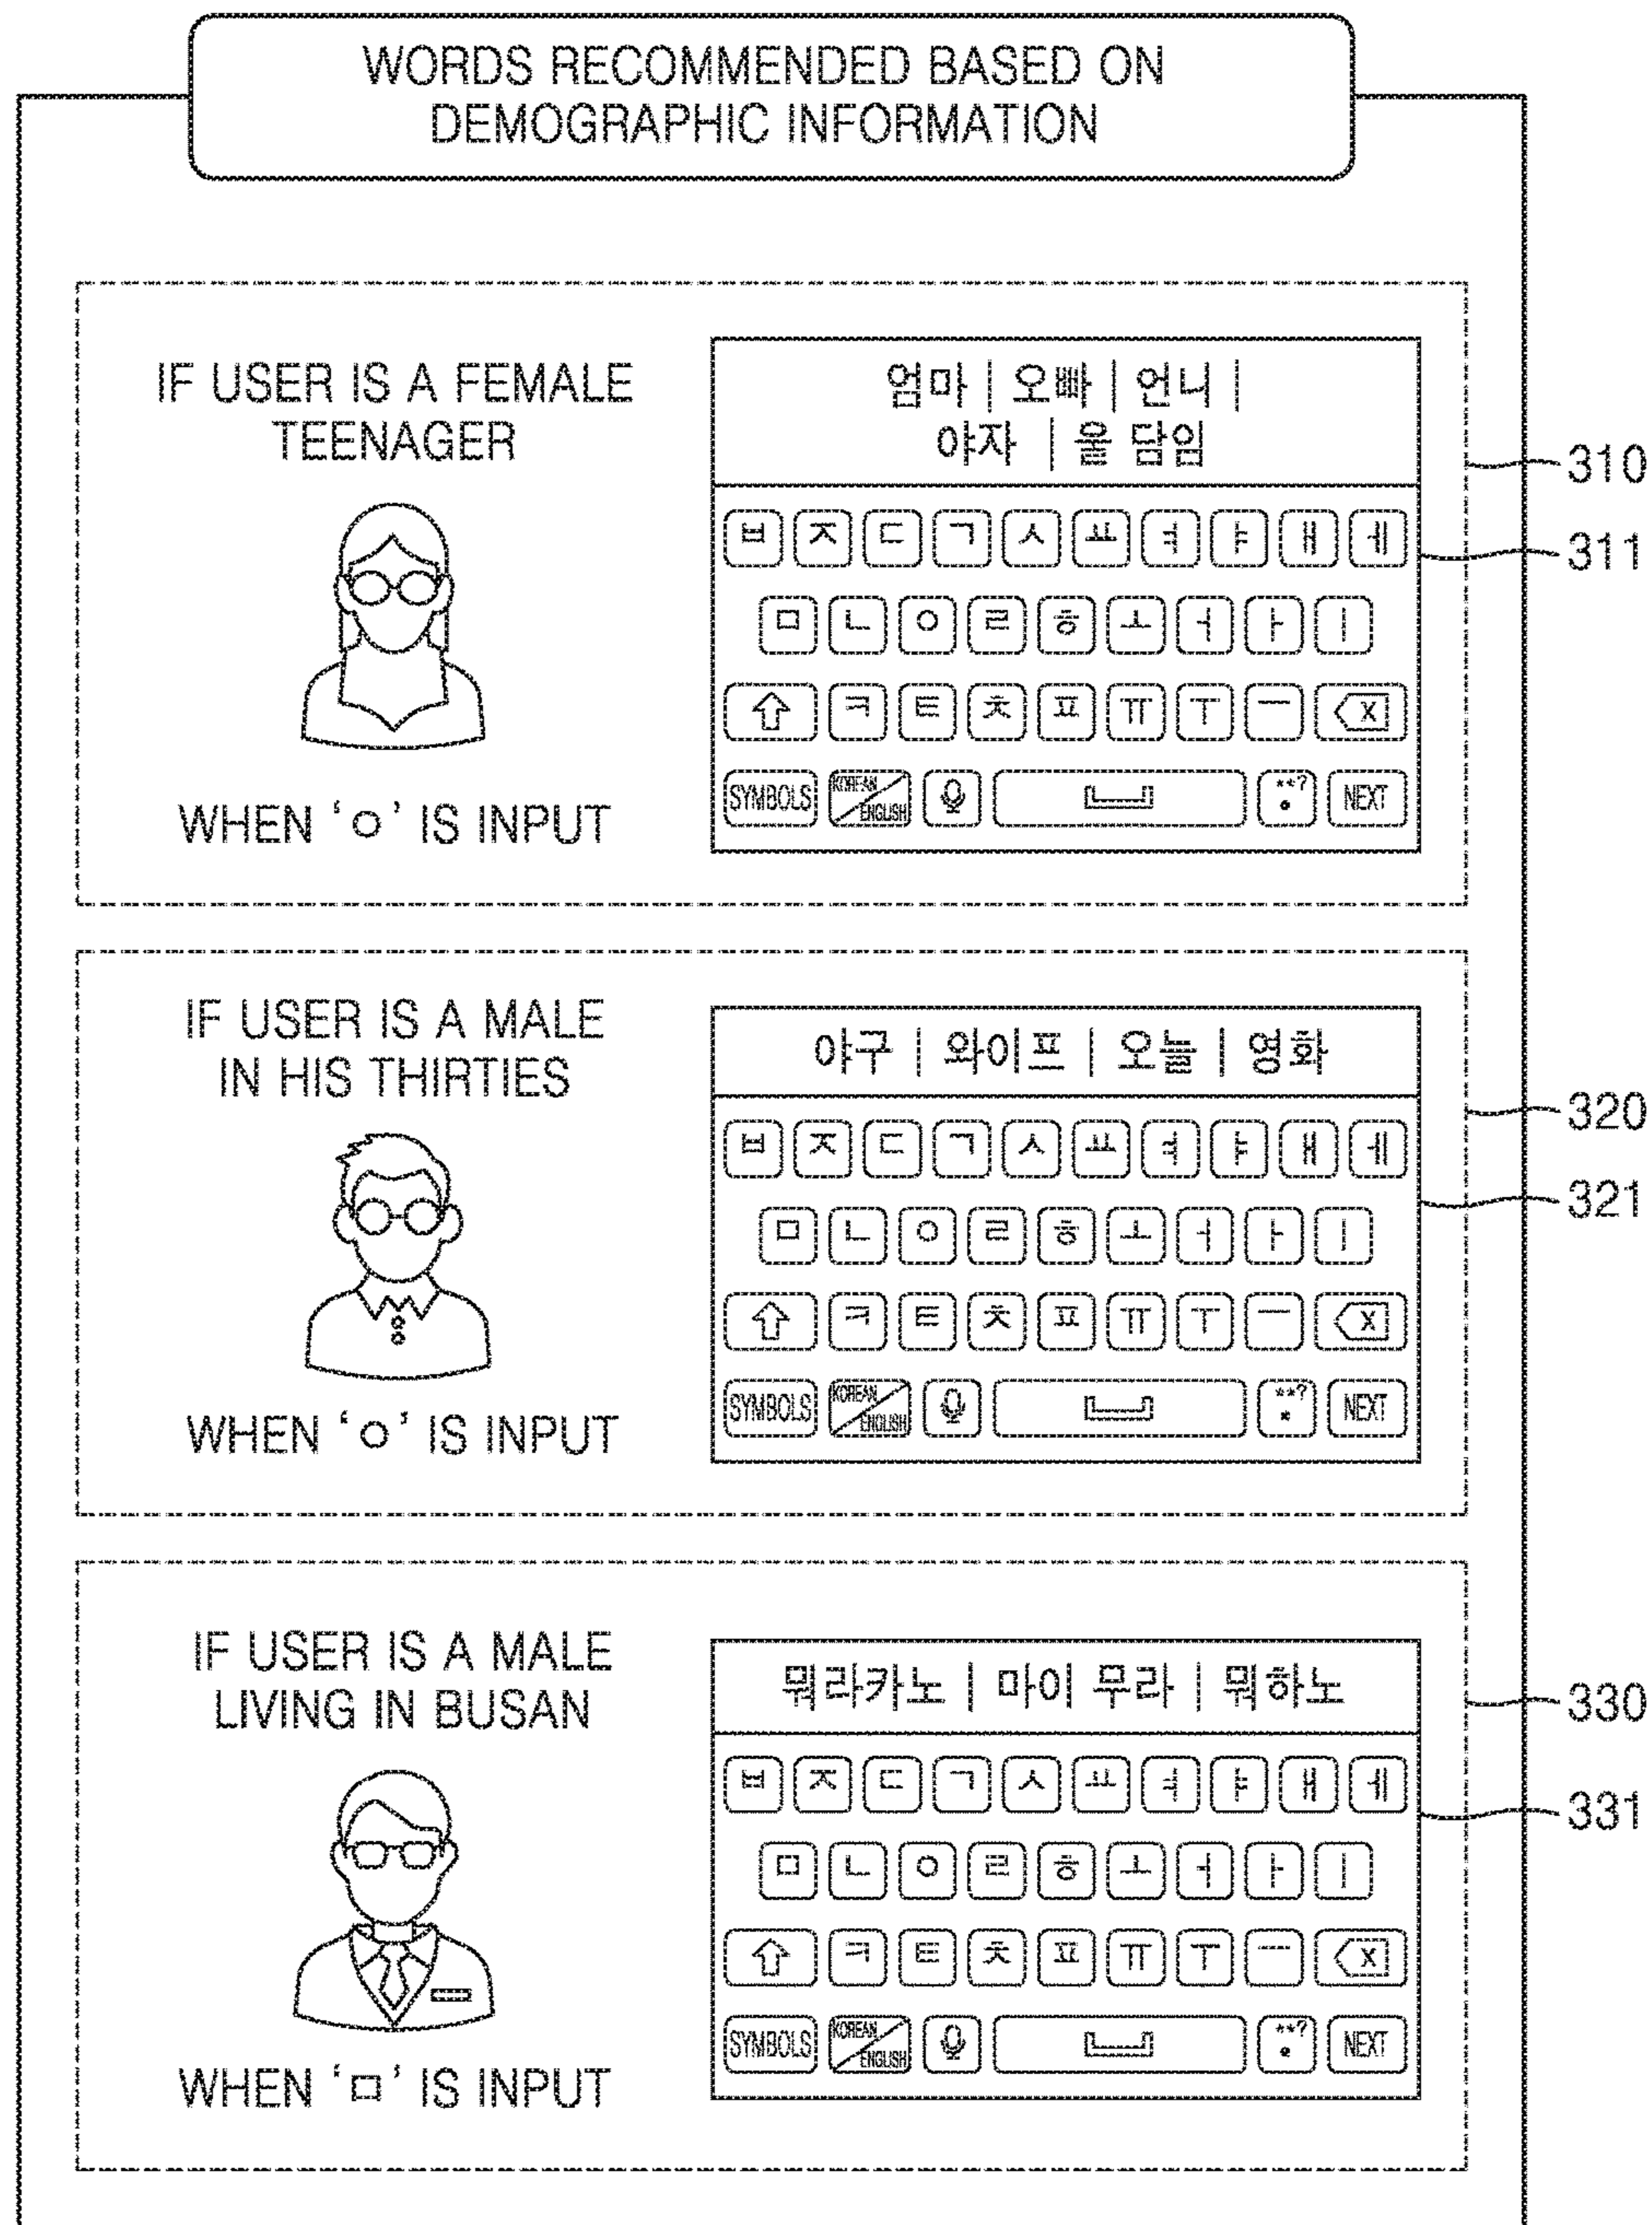 WORDS RECOMMENDED BASED ON
DEMOGRAPHIC INFORMATION
IF USER IS A FEMALE
TEENAGER
WHEN 'ㅇ' IS INPUT
엄마 | 오빠 | 언니 |
야자 | 울 담임
ㅂ ㅈ ㄷ ㄱ ㅅ ㅛ ㅕ ㅑ ㅐ ㅔ
ㅁ ㄴ ㅇ ㄹ ㅎ ㅗ ㅓ ㅏ ㅣ
ㅋ ㅌ ㅊ ㅍ ㅠ ㅜ ㅡ X
SYMBOLS KOREAN ENGLISH NEXT
310
311
IF USER IS A MALE
IN HIS THIRTIES
WHEN 'ㅇ' IS INPUT
야구 | 와이프 | 오늘 | 영화
ㅂ ㅈ ㄷ ㄱ ㅅ ㅛ ㅕ ㅑ ㅐ ㅔ
ㅁ ㄴ ㅇ ㄹ ㅎ ㅗ ㅓ ㅏ ㅣ
ㅋ ㅌ ㅊ ㅍ ㅠ ㅜ ㅡ X
SYMBOLS KOREAN ENGLISH NEXT
320
321
IF USER IS A MALE
LIVING IN BUSAN
WHEN 'ㅁ' IS INPUT
뭐라카노 | 마이 무라 | 뭐하노
ㅂ ㅈ ㄷ ㄱ ㅅ ㅛ ㅕ ㅑ ㅐ ㅔ
ㅁ ㄴ ㅇ ㄹ ㅎ ㅗ ㅓ ㅏ ㅣ
ㅋ ㅌ ㅊ ㅍ ㅠ ㅜ ㅡ X
SYMBOLS KOREAN ENGLISH NEXT
330
331